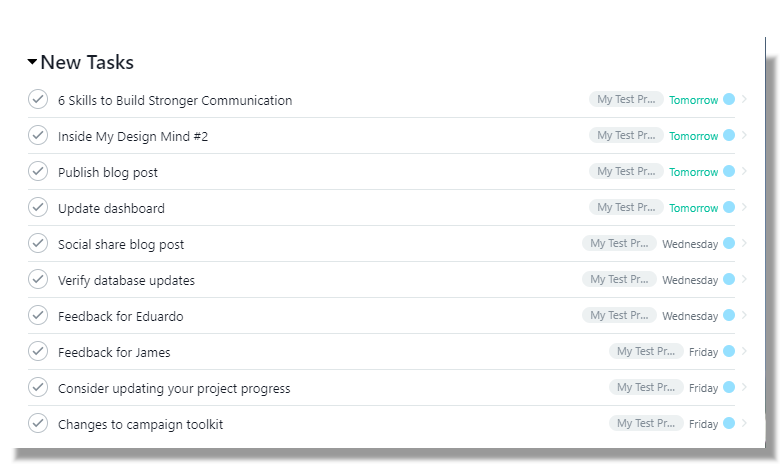 New Tasks
6 Skills to Build Stronger Communication My Test Pr... Tomorrow
Inside My Design Mind #2 My Test Pr... Tomorrow
Publish blog post My Test Pr... Tomorrow
Update dashboard My Test Pr... Tomorrow
Social share blog post My Test Pr... Wednesday
Verify database updates My Test Pr... Wednesday
Feedback for Eduardo My Test Pr... Wednesday
Feedback for James My Test Pr... Friday
Consider updating your project progress My Test Pr... Friday
Changes to campaign toolkit My Test Pr... Friday